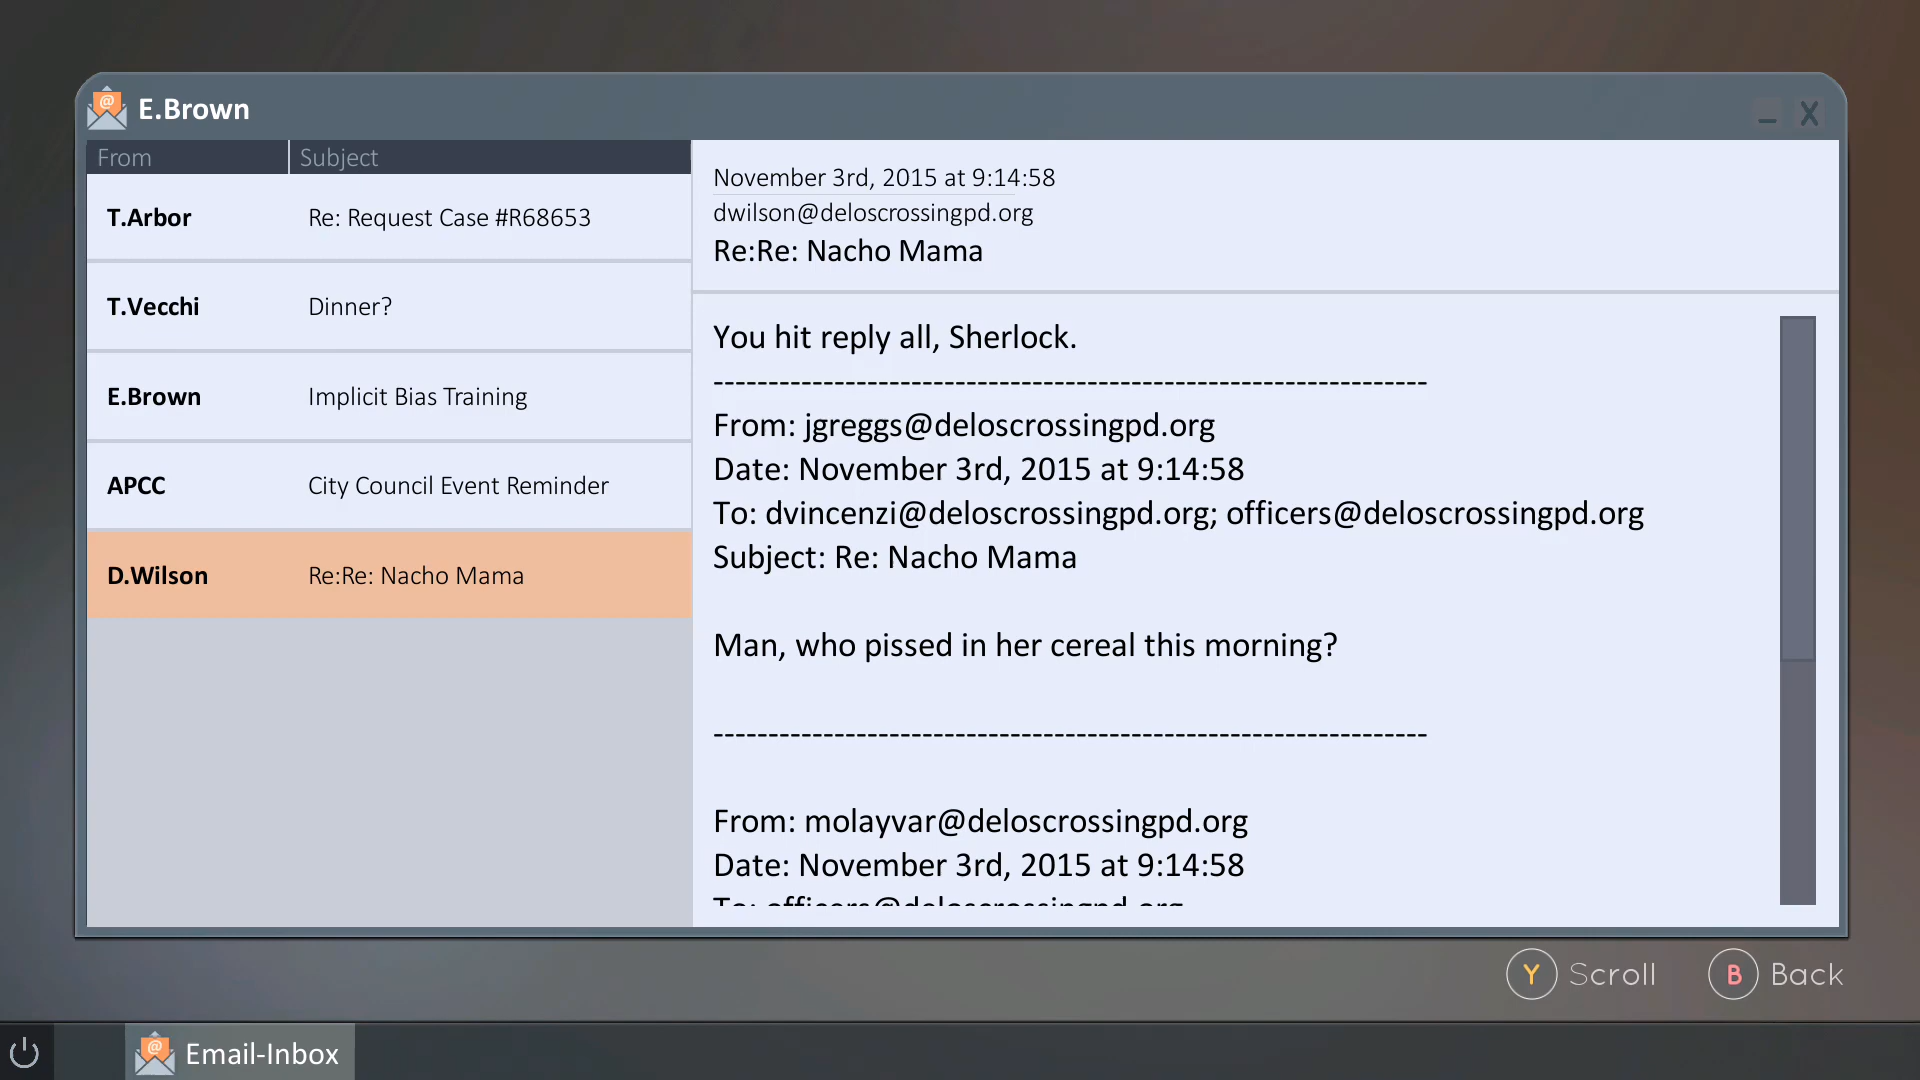 E.Brown
From Subject
T.Arbor Re: Request Case #R68653
T.Vecchi Dinner?
E.Brown Implicit Bias Training
APCC City Council Event Reminder
D.Wilson Re:Re: Nacho Mama
November 3rd, 2015 at 9:14:58
dwilson@deloscrossingpd.org
Re:Re: Nacho Mama
You hit reply all, Sherlock.
-----------------------------------------------------------------
From: jgreggs@deloscrossingpd.org
Date: November 3rd, 2015 at 9:14:58
To: dvincenzi@deloscrossingpd.org; officers@deloscrossingpd.org
Subject: Re: Nacho Mama
Man, who pissed in her cereal this morning?
-----------------------------------------------------------------
From: molayvar@deloscrossingpd.org
Date: November 3rd, 2015 at 9:14:58
To: officers@deloscrossingpd.org
Y Scroll B Back
Email-Inbox